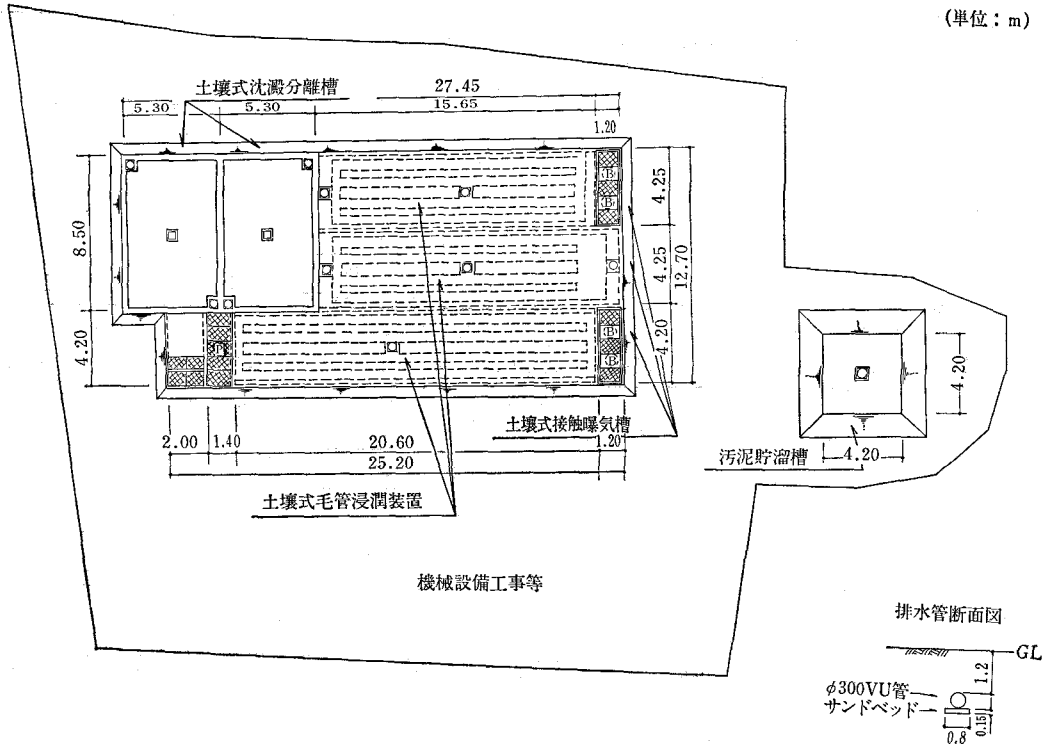 (単位：m)
土壌式沈澱分離槽
27.45
5.30
5.30
15.65
1.20
B
B
4.25
8.50
4.25
12.70
4.20
4.20
B
B
4.20
2.00
1.40
20.60
土壌式接触曝気槽
1.20
25.20
汚泥貯溜槽
4.20
土壌式毛管浸潤装置
機械設備工事等
排水管断面図
GL
1.2
φ300VU管
サンドベッド
0.15
0.8